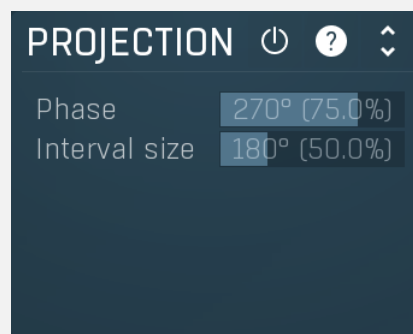 PROJECTION ?
Phase 270° (75.0%)
Interval size 180° (50.0%)